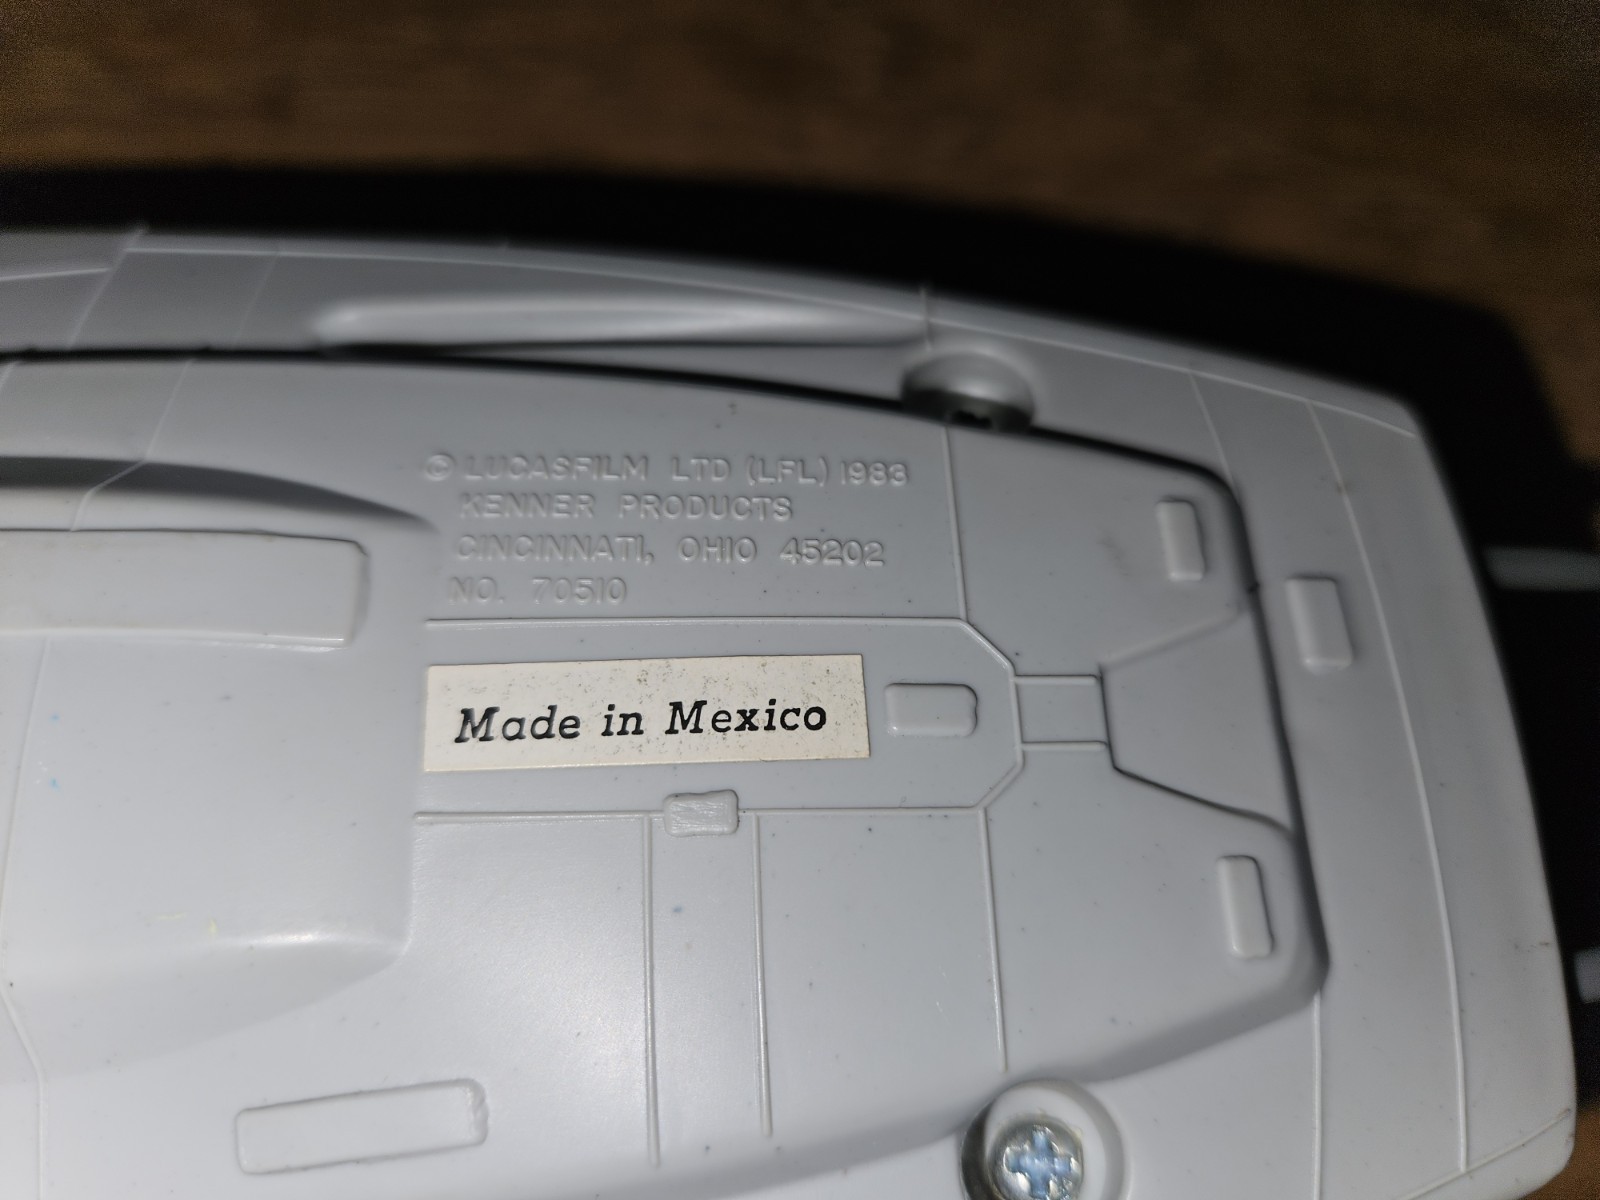 © LUCASFILM LTD (LFL) 1983
KENNER PRODUCTS
CINCINNATI, OHIO 45202
NO. 70510
Made in Mexico